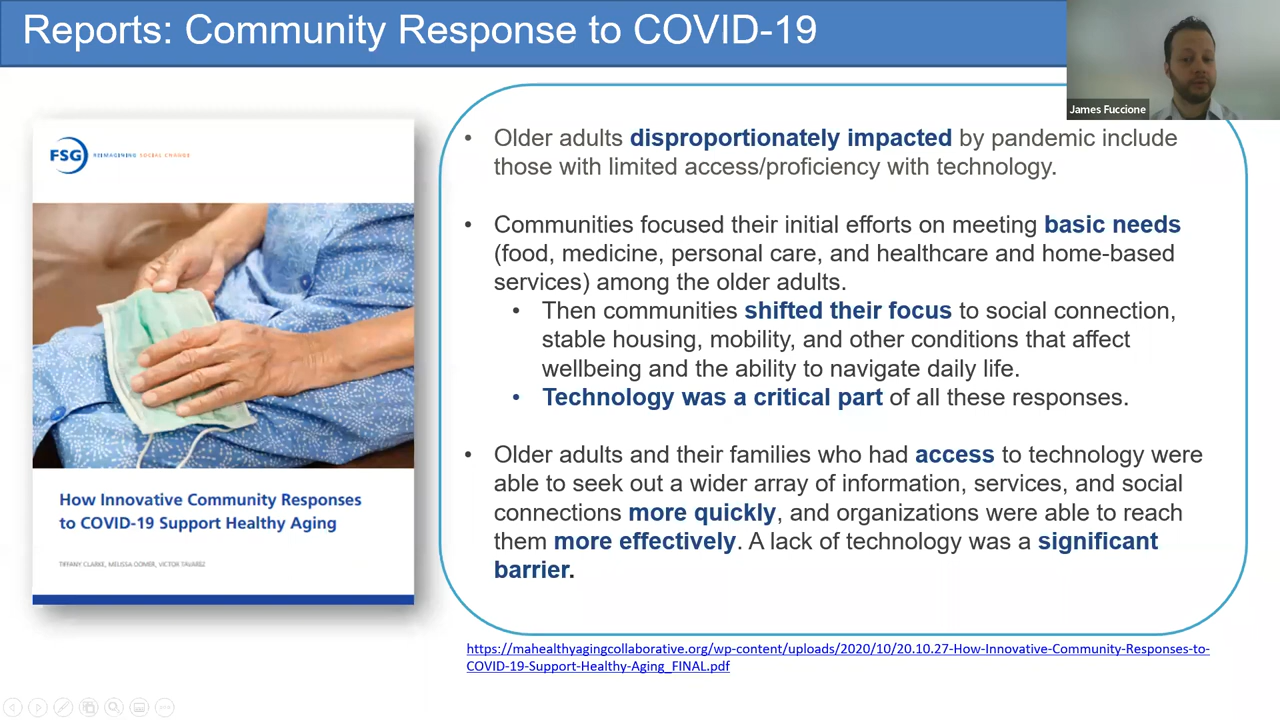 Reports: Community Response to COVID-19
James Fuccione
FSG
REIMAGINING SOCIAL CHANGE
How Innovative Community Responses
to COVID-19 Support Healthy Aging
TIFFANY CLARKE, MELISSA OOMER, VICTOR TAVAREZ
• Older adults disproportionately impacted by pandemic include
those with limited access/proficiency with technology.
• Communities focused their initial efforts on meeting basic needs
(food, medicine, personal care, and healthcare and home-based
services) among the older adults.
• Then communities shifted their focus to social connection,
stable housing, mobility, and other conditions that affect
wellbeing and the ability to navigate daily life.
• Technology was a critical part of all these responses.
• Older adults and their families who had access to technology were
able to seek out a wider array of information, services, and social
connections more quickly, and organizations were able to reach
them more effectively. A lack of technology was a significant
barrier.
https://mahealthyagingcollaborative.org/wp-content/uploads/2020/10/20.10.27-How-Innovative-Community-Responses-to-
COVID-19-Support-Healthy-Aging_FINAL.pdf